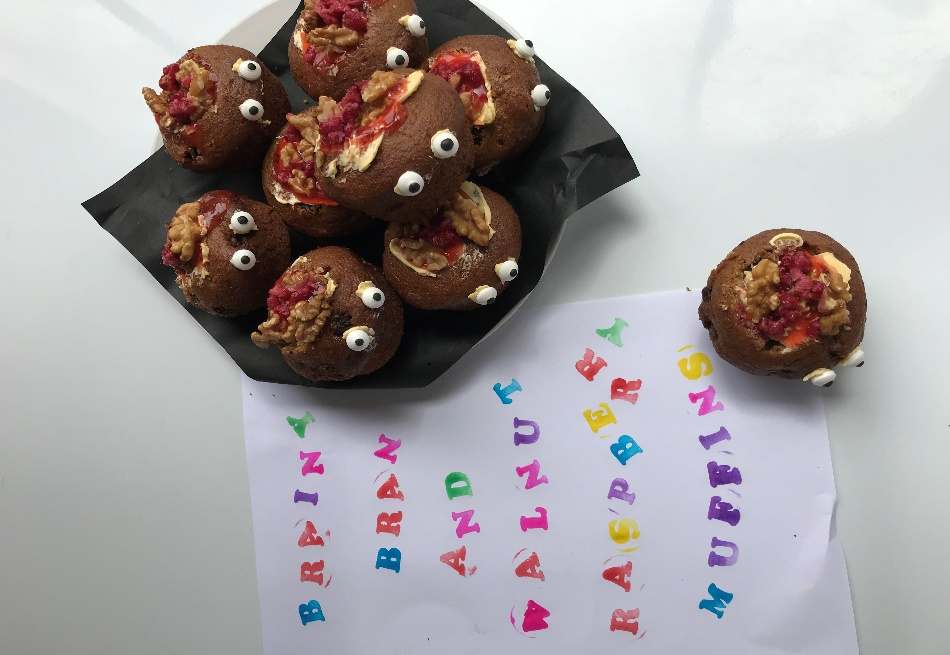 BRAINY
BRAN
AND
WALNUT
RASPBERRY
MUFFINS